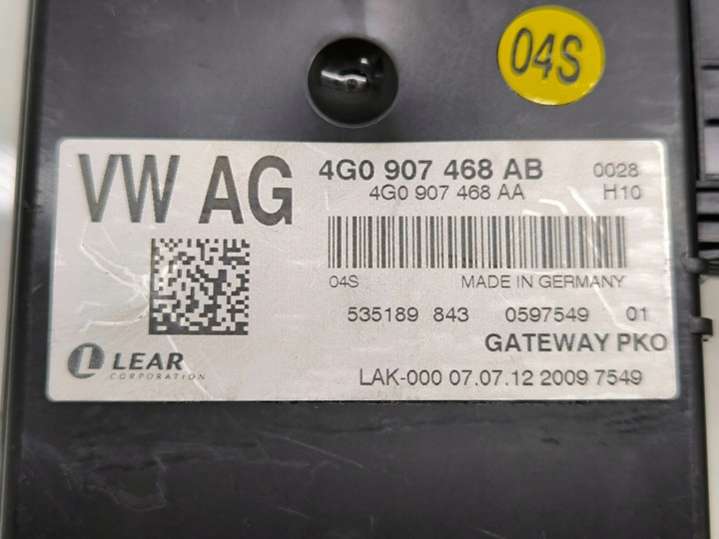 04S
VW AG
4G0 907 468 AB 0028
4G0 907 468 AA H10
04S MADE IN GERMANY
535189 843 0597549 01
GATEWAY PKO
LEAR
CORPORATION
LAK-000 07.07.12 2009 7549